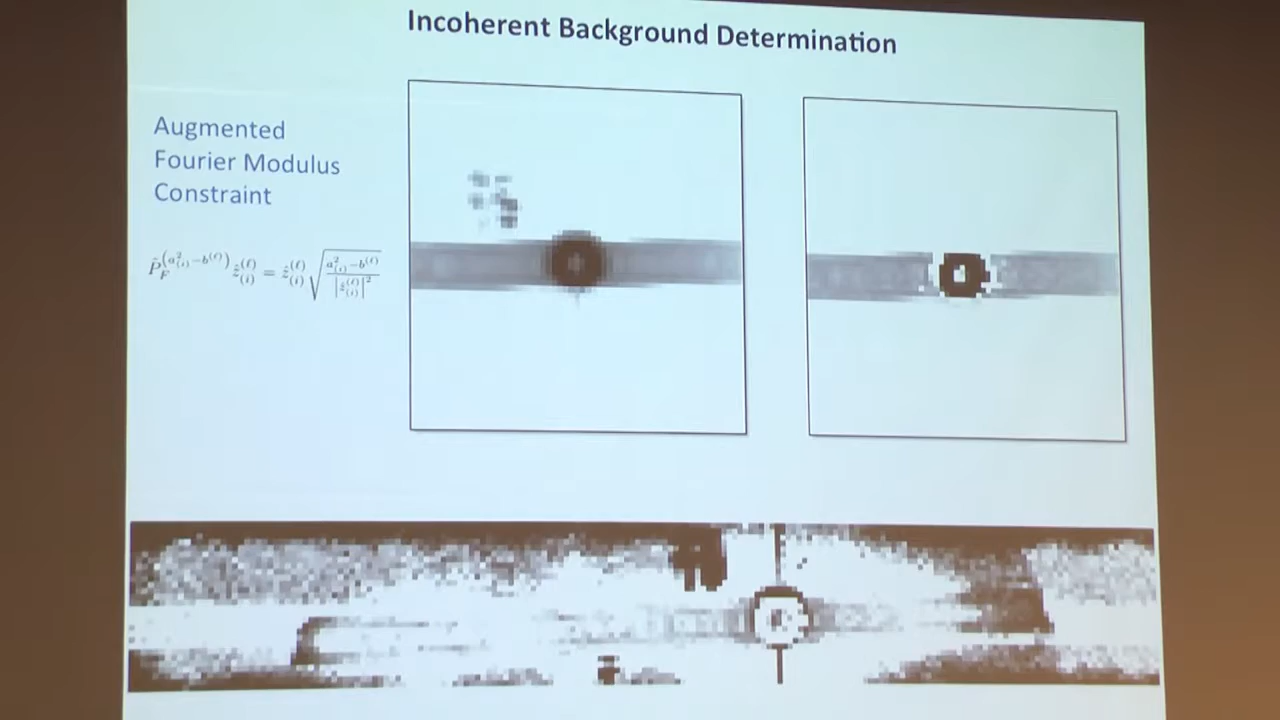 Incoherent Background Determination
Augmented
Fourier Modulus
Constraint